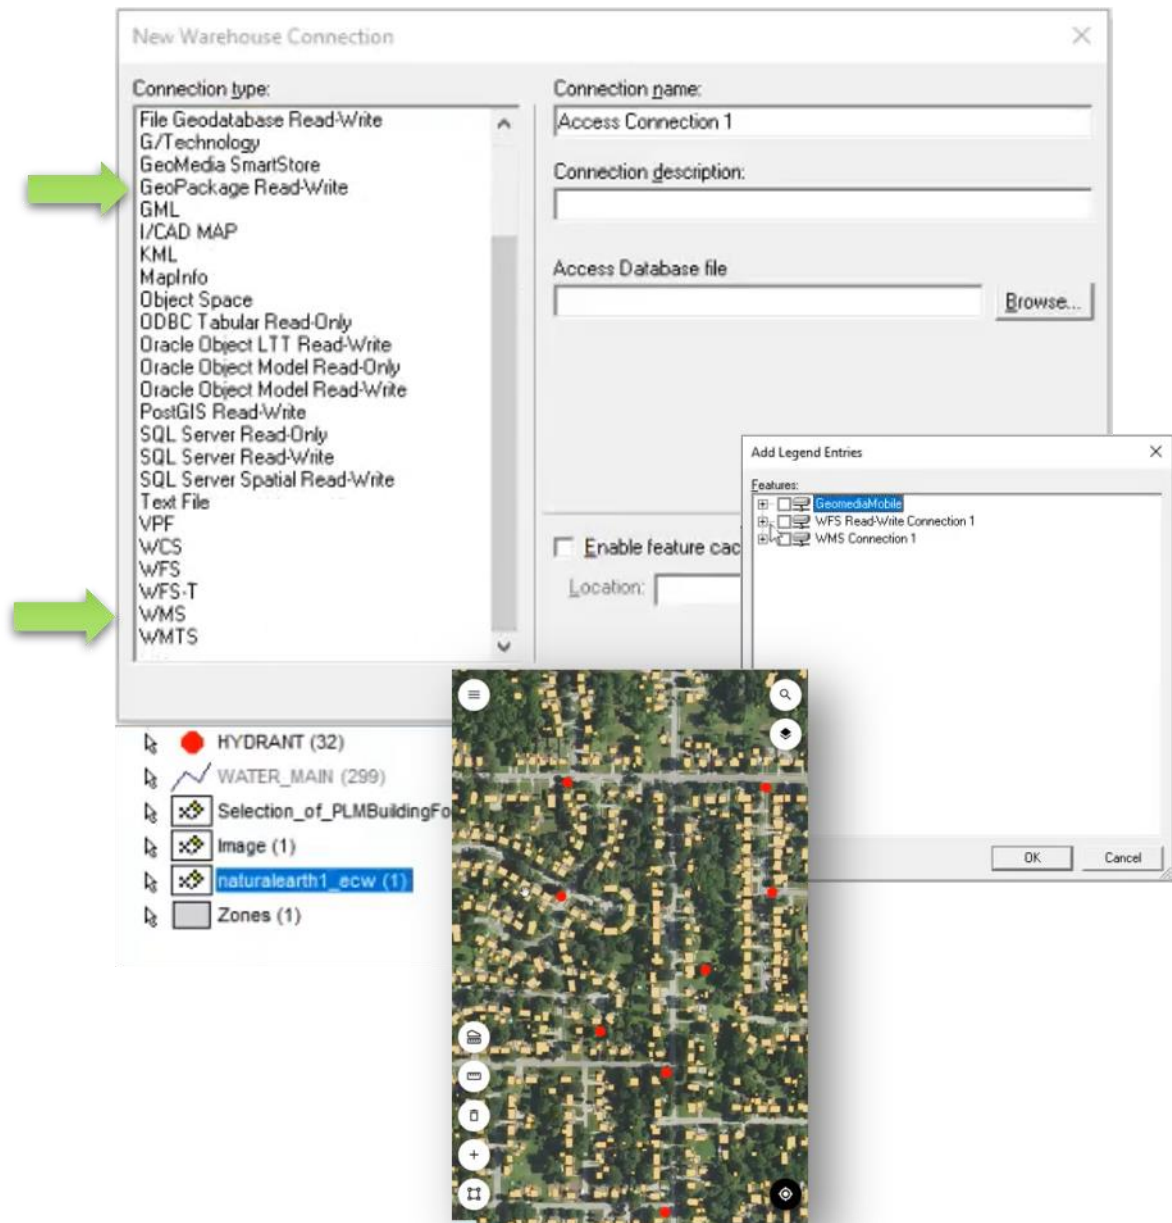 New Warehouse Connection
Connection type:
File Geodatabase Read-Write
G/Technology
GeoMedia SmartStore
GeoPackage Read-Write
GML
I/CAD MAP
KML
MapInfo
Object Space
ODBC Tabular Read-Only
Oracle Object LTT Read-Write
Oracle Object Model Read-Only
Oracle Object Model Read-Write
PostGIS Read-Write
SQL Server Read-Only
SQL Server Read-Write
SQL Server Spatial Read-Write
Text File
VPF
WCS
WFS
WFS-T
WMS
WMTS
Connection name:
Access Connection 1
Connection description:
Access Database file
Browse...
Enable feature cac
Location:
Add Legend Entries
Features:
GeomediaMobile
WFS Read-Write Connection 1
WMS Connection 1
OK Cancel
HYDRANT (32)
WATER_MAIN (299)
Selection_of_PLMBuildingFo
Image (1)
naturalearth1_ecw (1)
Zones (1)